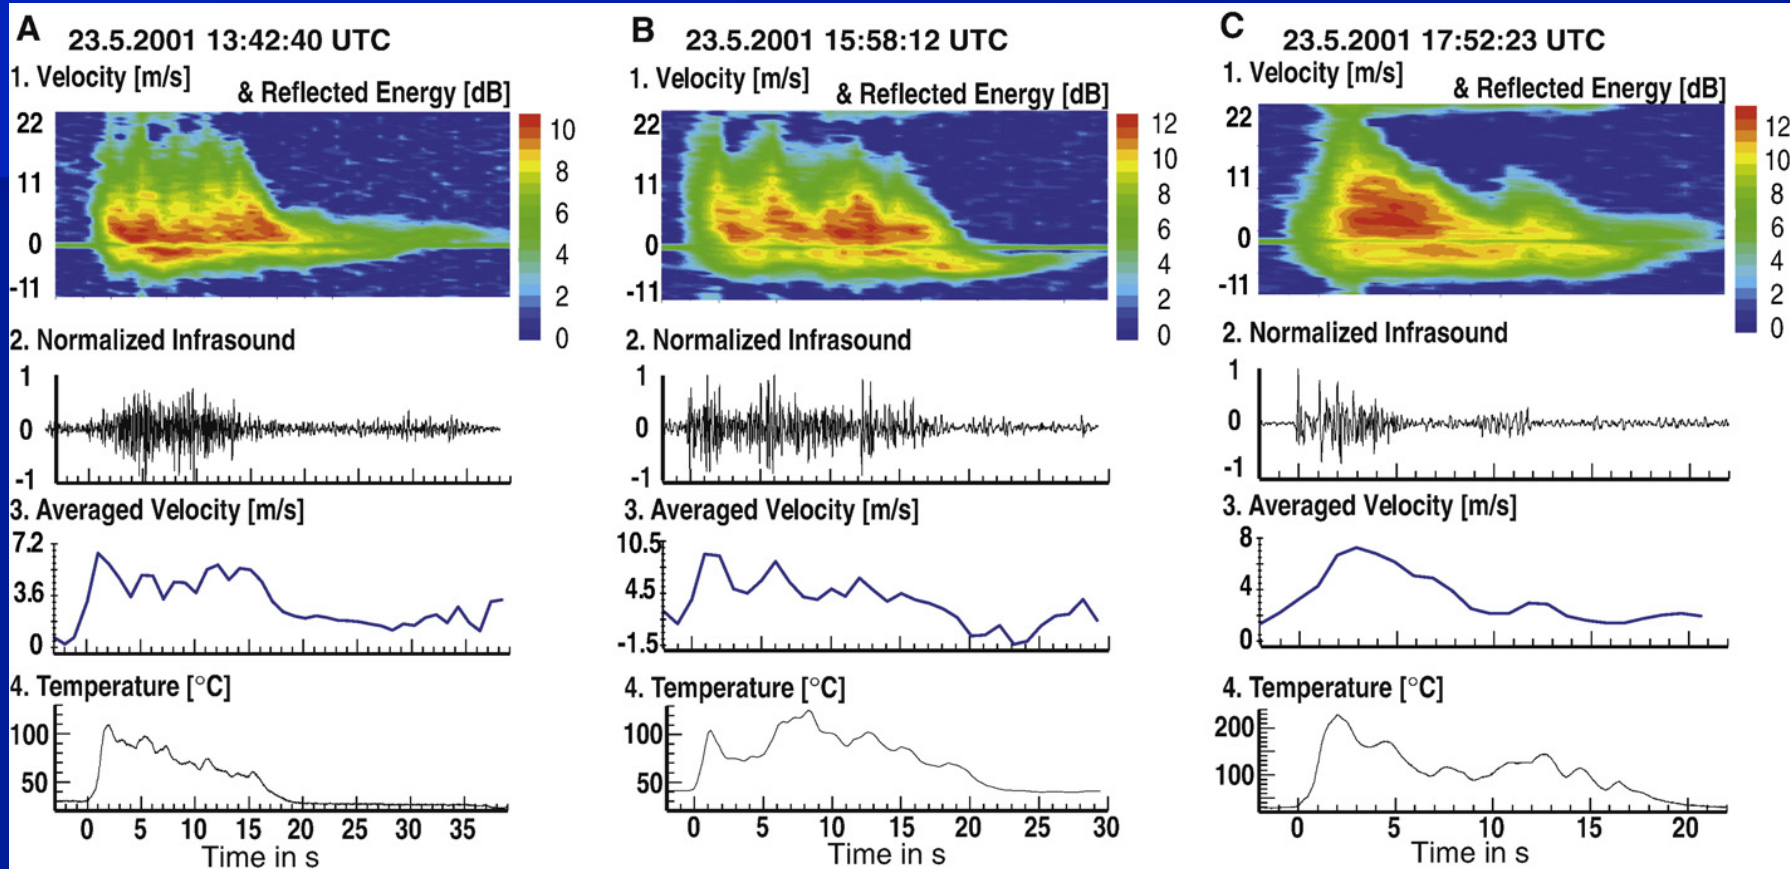 A
23.5.2001 13:42:40 UTC
1. Velocity [m/s]
& Reflected Energy [dB]
22
11
0
-11
10
8
6
4
2
0
2. Normalized Infrasound
1
0
-1
3. Averaged Velocity [m/s]
7.2
3.6
0
4. Temperature [°C]
100
50
0 5 10 15 20 25 30 35
Time in s
B
23.5.2001 15:58:12 UTC
1. Velocity [m/s]
& Reflected Energy [dB]
22
11
0
-11
12
10
8
6
4
2
0
2. Normalized Infrasound
1
0
-1
3. Averaged Velocity [m/s]
10.5
4.5
-1.5
4. Temperature [°C]
100
50
0 5 10 15 20 25 30
Time in s
C
23.5.2001 17:52:23 UTC
1. Velocity [m/s]
& Reflected Energy [dB]
22
11
0
-11
12
10
8
6
4
2
0
2. Normalized Infrasound
1
0
-1
3. Averaged Velocity [m/s]
8
4
0
4. Temperature [°C]
200
100
0 5 10 15 20
Time in s